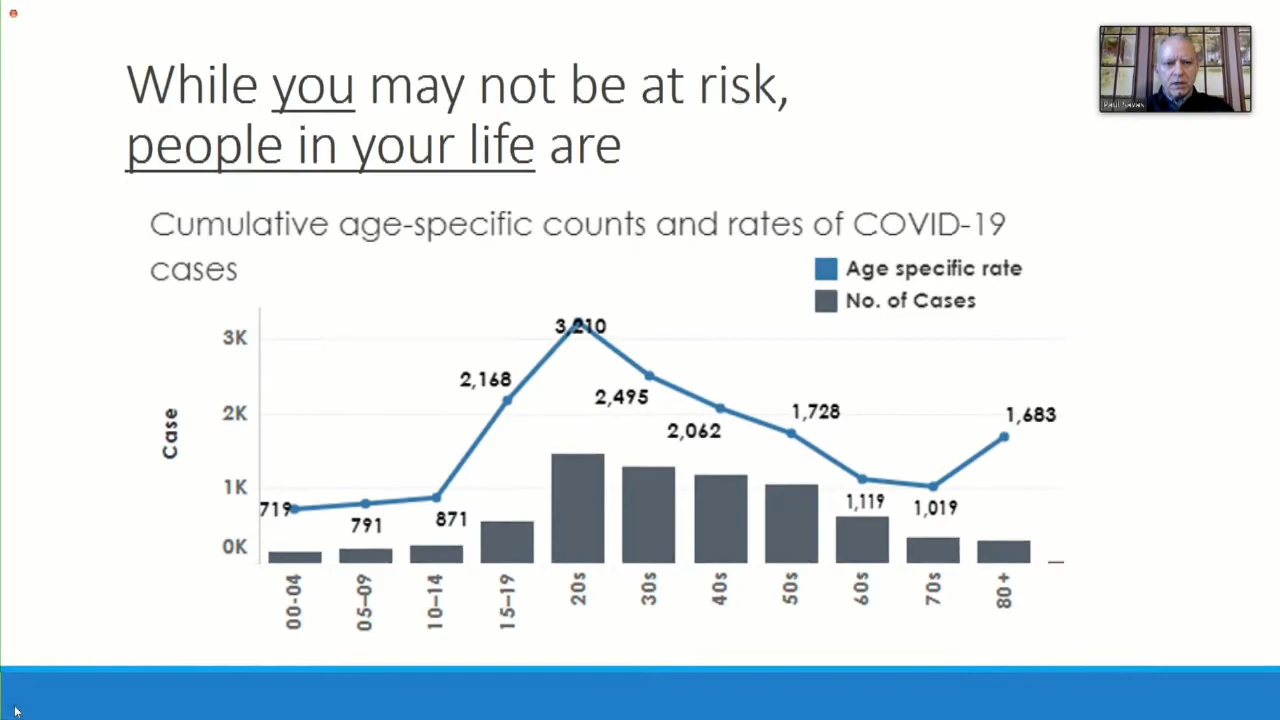 While you may not be at risk,
people in your life are
Paul Savas
Cumulative age-specific counts and rates of COVID-19
cases
Age specific rate
No. of Cases
3K
2K
1K
0K
Case
719
791
871
2,168
3,210
2,495
2,062
1,728
1,119
1,019
1,683
00-04
05–09
10–14
15–19
20s
30s
40s
50s
60s
70s
80+